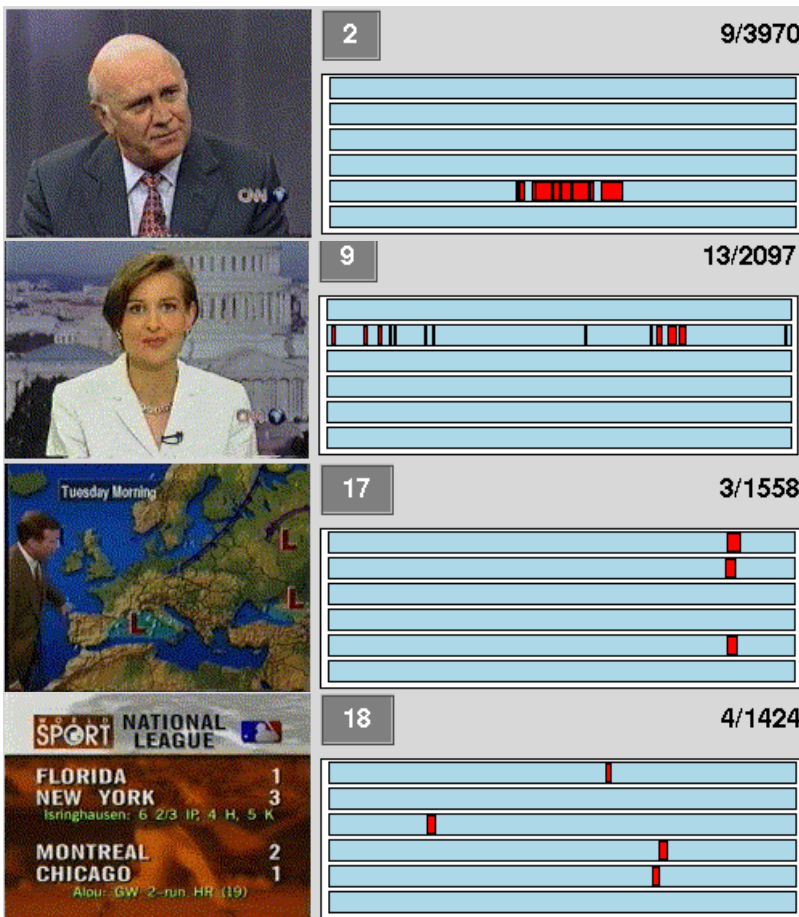 2 9/3970
CNN
9 13/2097
CNN
17 3/1558
Tuesday Morning
L
L
L
18 4/1424
WORLD
SPORT
NATIONAL
LEAGUE
FLORIDA 1
NEW YORK 3
Isringhausen: 6 2/3 IP, 4 H, 5 K
MONTREAL 2
CHICAGO 1
Alou: GW 2-run HR (19)